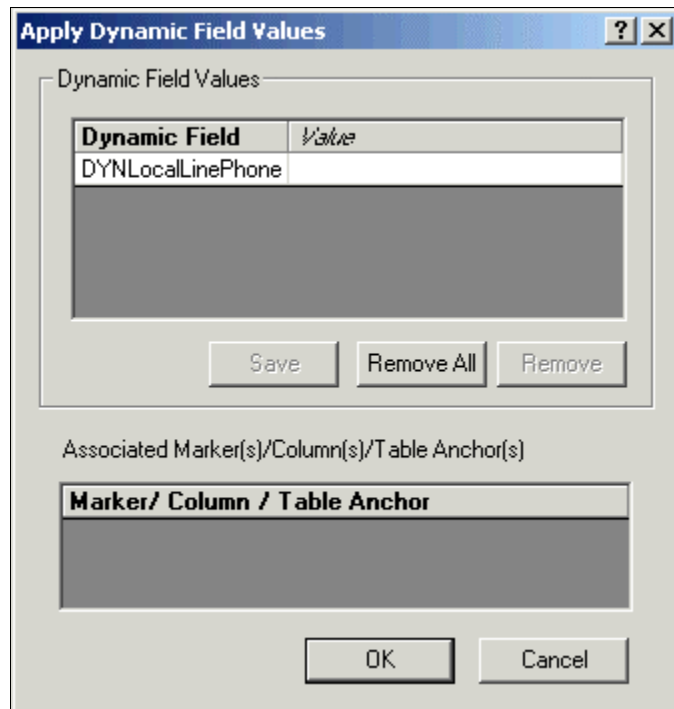 Apply Dynamic Field Values
Dynamic Field Values
Dynamic Field Value
DYNLocalLinePhone
Save Remove All Remove
Associated Marker(s)/Column(s)/Table Anchor(s)
Marker/ Column / Table Anchor
OK Cancel